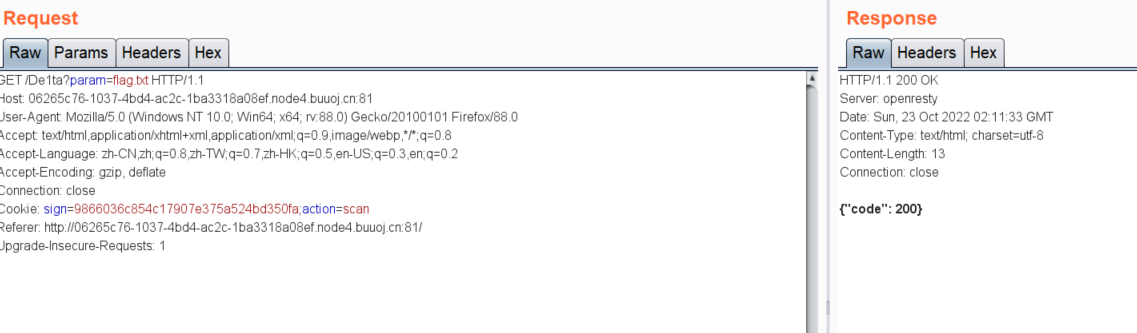 Request
Raw Params Headers Hex
GET /De1ta?param=flag.txt HTTP/1.1
Host: 06265c76-1037-4bd4-ac2c-1ba3318a08ef.node4.buuoj.cn:81
User-Agent: Mozilla/5.0 (Windows NT 10.0; Win64; x64; rv:88.0) Gecko/20100101 Firefox/88.0
Accept: text/html,application/xhtml+xml,application/xml;q=0.9,image/webp,*/*;q=0.8
Accept-Language: zh-CN,zh;q=0.8,zh-TW;q=0.7,zh-HK;q=0.5,en-US;q=0.3,en;q=0.2
Accept-Encoding: gzip, deflate
Connection: close
Cookie: sign=9866036c854c17907e375a524bd350fa;action=scan
Referer: http://06265c76-1037-4bd4-ac2c-1ba3318a08ef.node4.buuoj.cn:81/
Upgrade-Insecure-Requests: 1
Response
Raw Headers Hex
HTTP/1.1 200 OK
Server: openresty
Date: Sun, 23 Oct 2022 02:11:33 GMT
Content-Type: text/html; charset=utf-8
Content-Length: 13
Connection: close
{"code": 200}